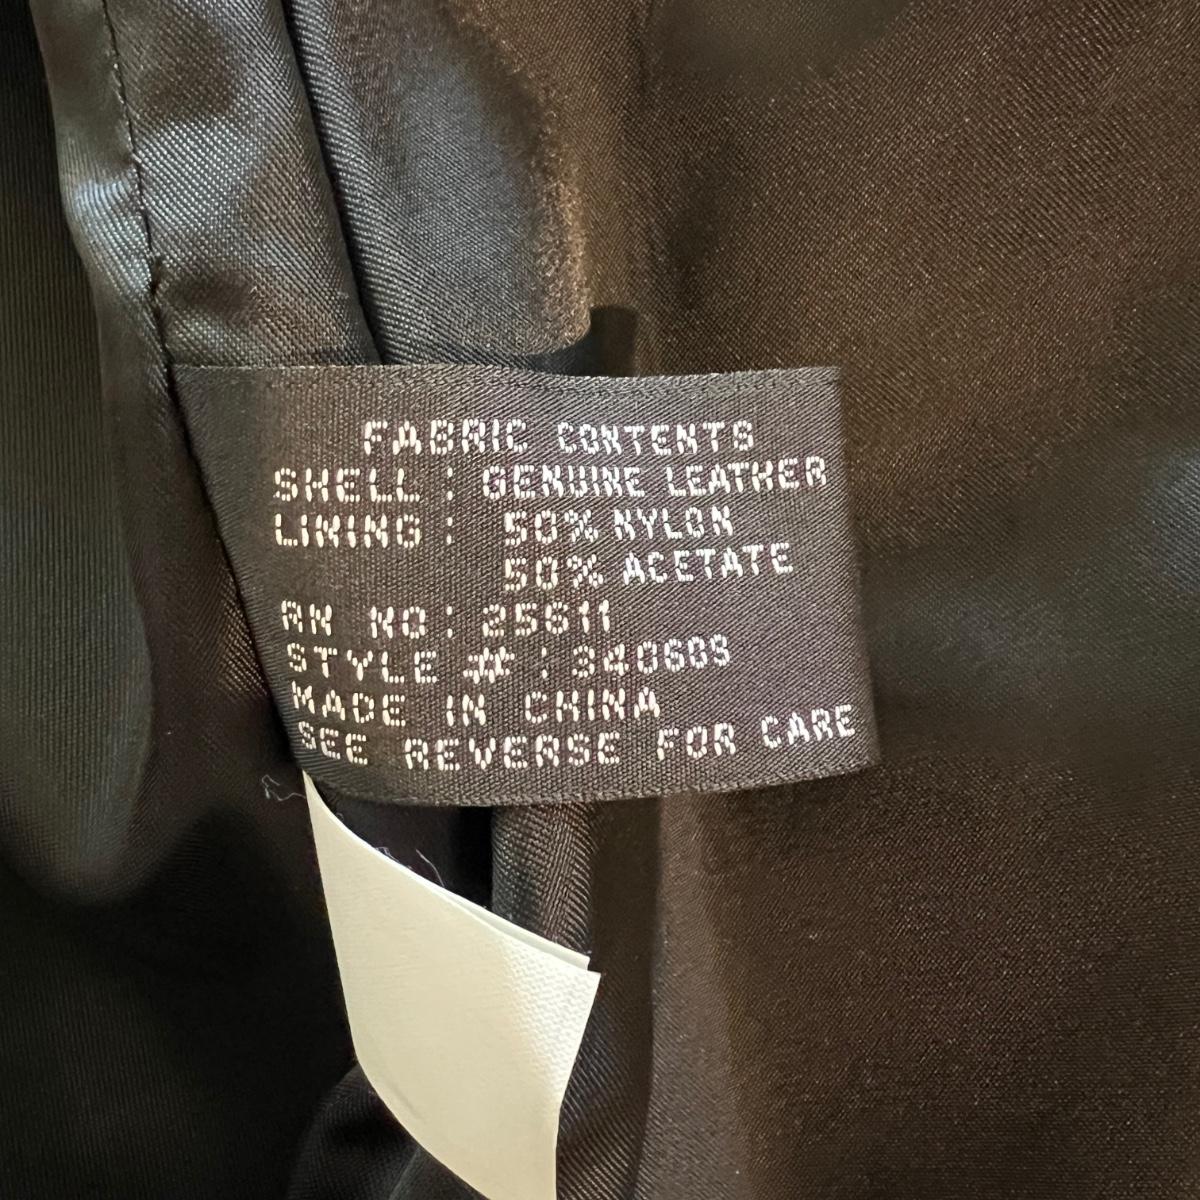 FABRIC CONTENTS
SHELL : GENUINE LEATHER
LINING : 50% NYLON
50% ACETATE
RN NO : 25611
STYLE # : 34060S
MADE IN CHINA
SEE REVERSE FOR CARE